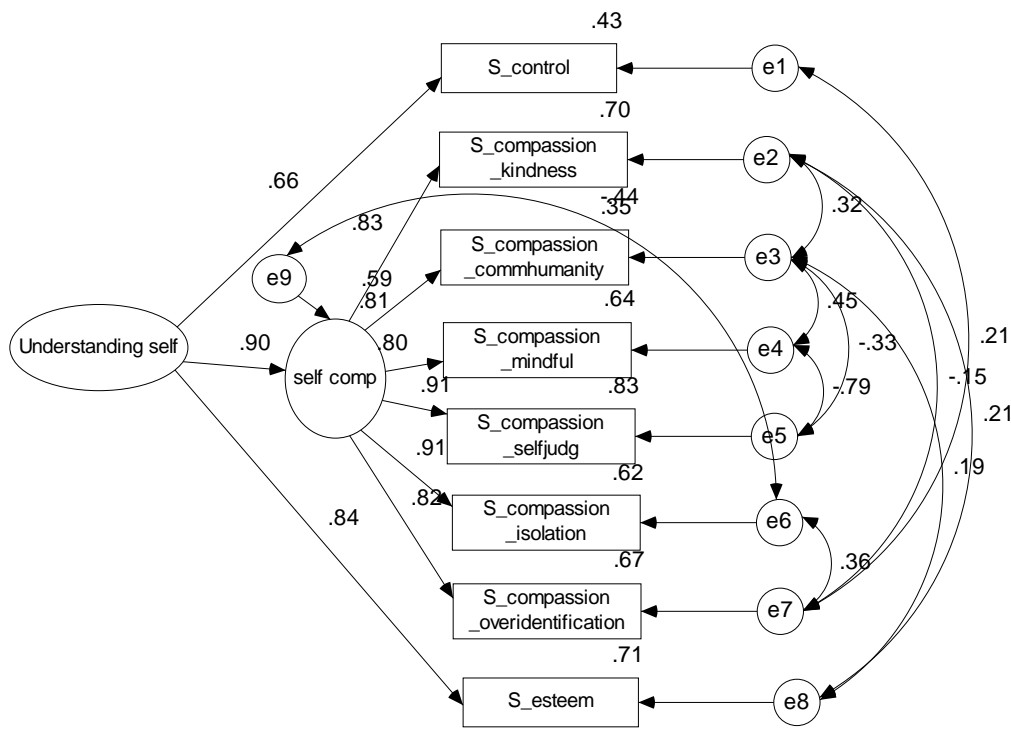 .43
S_control
e1
.70
S_compassion
_kindness
e2
.66
-.44
.35
.32
.83
S_compassion
_commhumanity
e3
e9
.59
.81
.64
.45
Understanding self
.90
self comp
.80
S_compassion
_mindful
e4
-.33
.21
.91
.83
-.79
-.15
.21
S_compassion
_selfjudg
e5
.91
.62
.19
.82
S_compassion
_isolation
e6
.84
.67
.36
S_compassion
_overidentification
e7
.71
S_esteem
e8